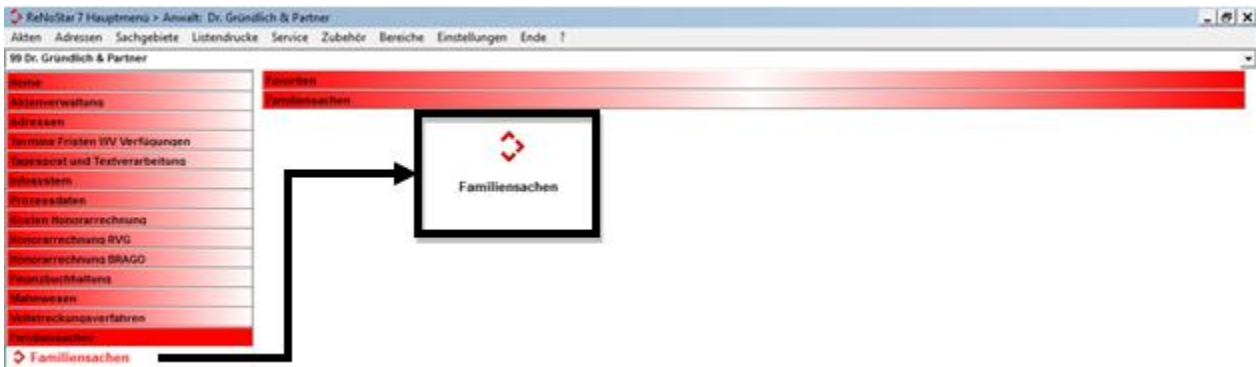 ReNoStar 7 Hauptmenü > Anwalt: Dr. Gründlich & Partner
Akten Adressen Sachgebiete Listendrucke Service Zubehör Bereiche Einstellungen Ende ?
99 Dr. Gründlich & Partner
Home
Favoriten
Aktenverwaltung
Familiensachen
Adressen
Termine Fristen WV Verfügungen
Tagespost und Textverarbeitung
Infosystem
Prozessdaten
Kosten Honorarrechnung
Honorarrechnung RVG
Honorarrechnung BRAGO
Finanzbuchhaltung
Mahnwesen
Vollstreckungsverfahren
Familiensachen
Familiensachen
Familiensachen